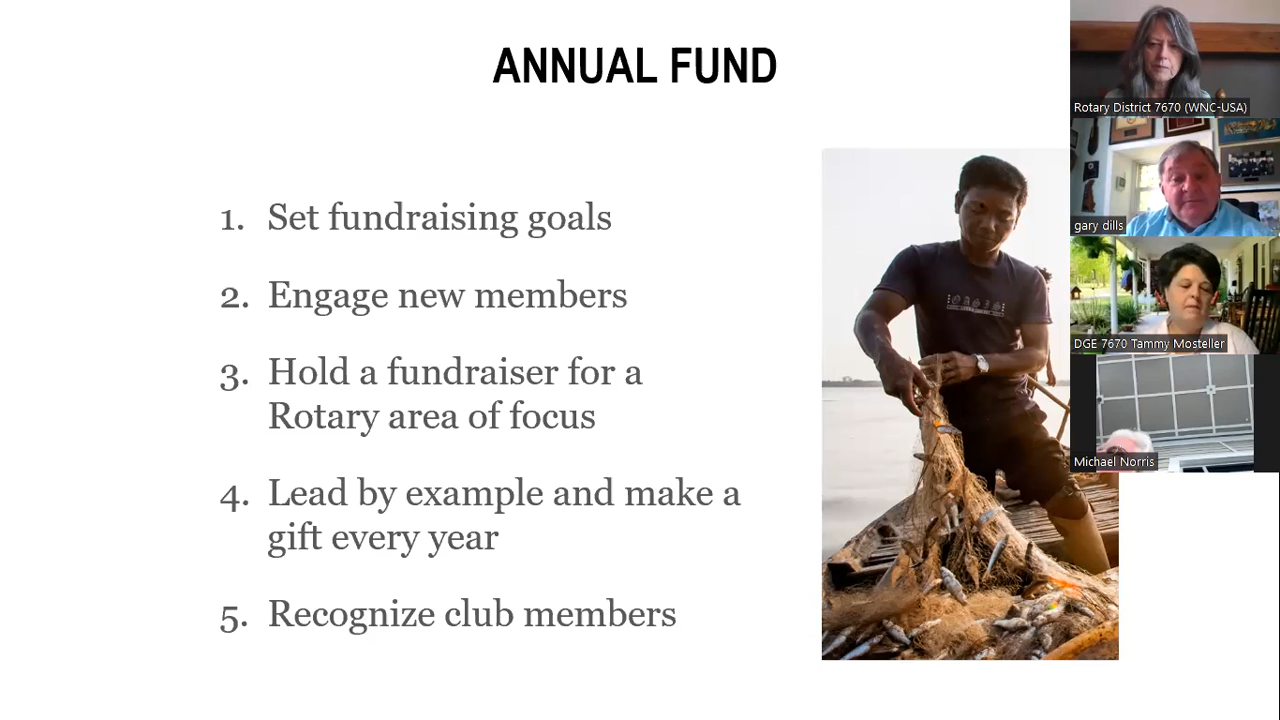 ANNUAL FUND
1. Set fundraising goals
2. Engage new members
3. Hold a fundraiser for a
Rotary area of focus
4. Lead by example and make a
gift every year
5. Recognize club members
OASIS
Rotary District 7670 (WNC-USA)
gary dills
DGE 7670 Tammy Mosteller
Michael Norris